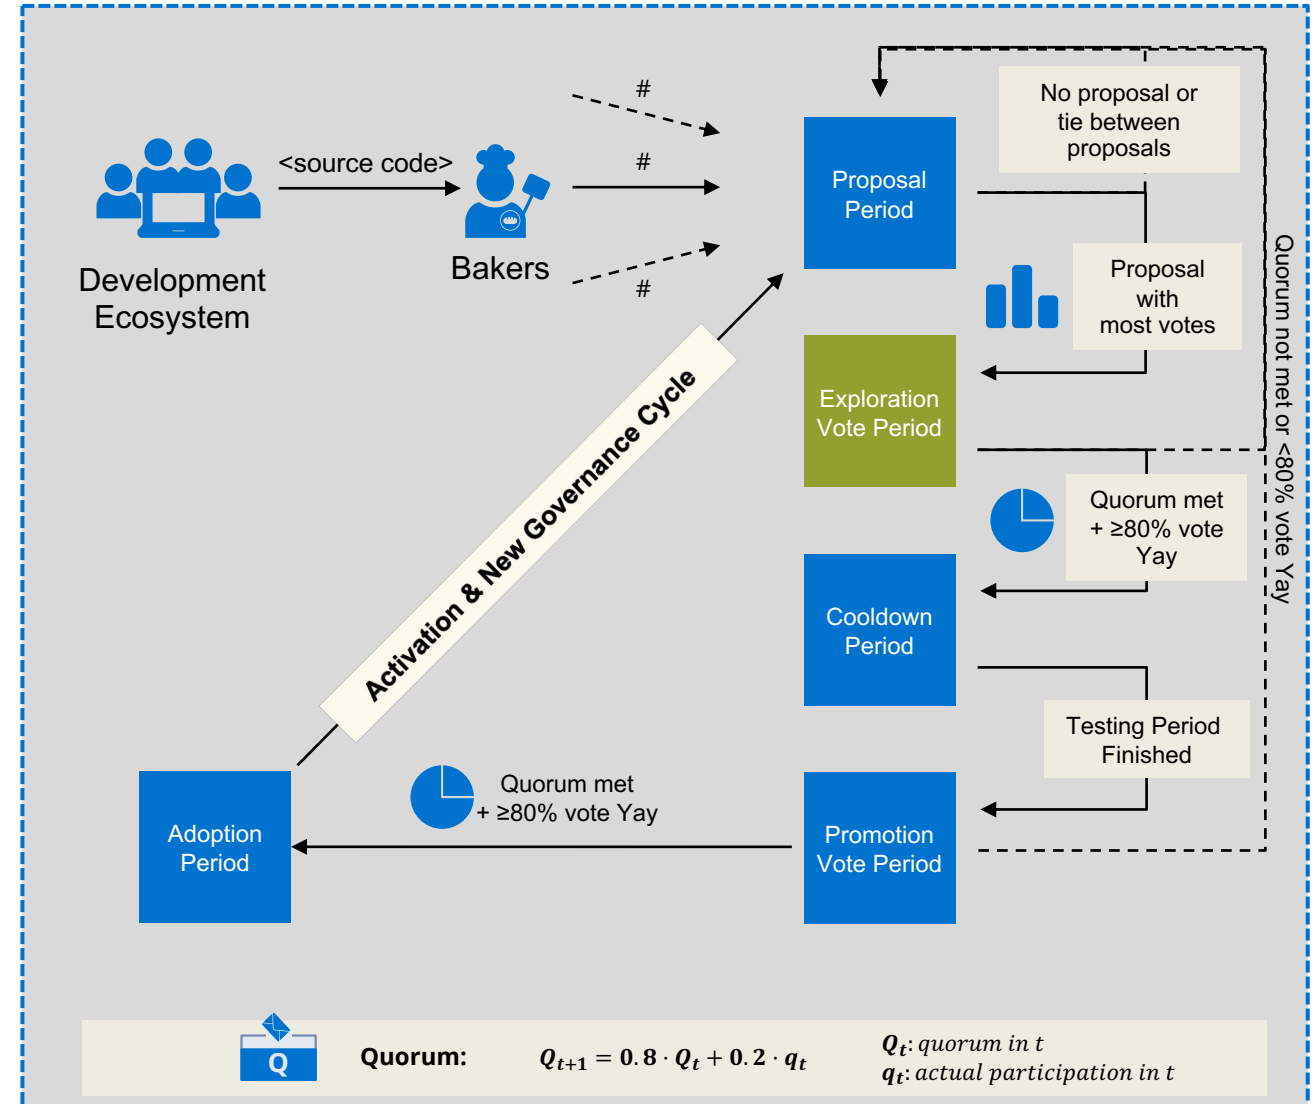 #
No proposal or
tie between
proposals
<source code>
#
Proposal
Period
Development
Ecosystem
Bakers
#
Proposal
with
most votes
Quorum not met or <80% vote Yay
Exploration
Vote Period
Activation & New Governance Cycle
Quorum met
+ ≥80% vote
Yay
Cooldown
Period
Testing Period
Finished
Quorum met
+ ≥80% vote Yay
Adoption
Period
Promotion
Vote Period
Q
Quorum:
Qₜ₊₁ = 0.8 · Qₜ + 0.2 · qₜ
Qₜ: quorum in t
qₜ: actual participation in t